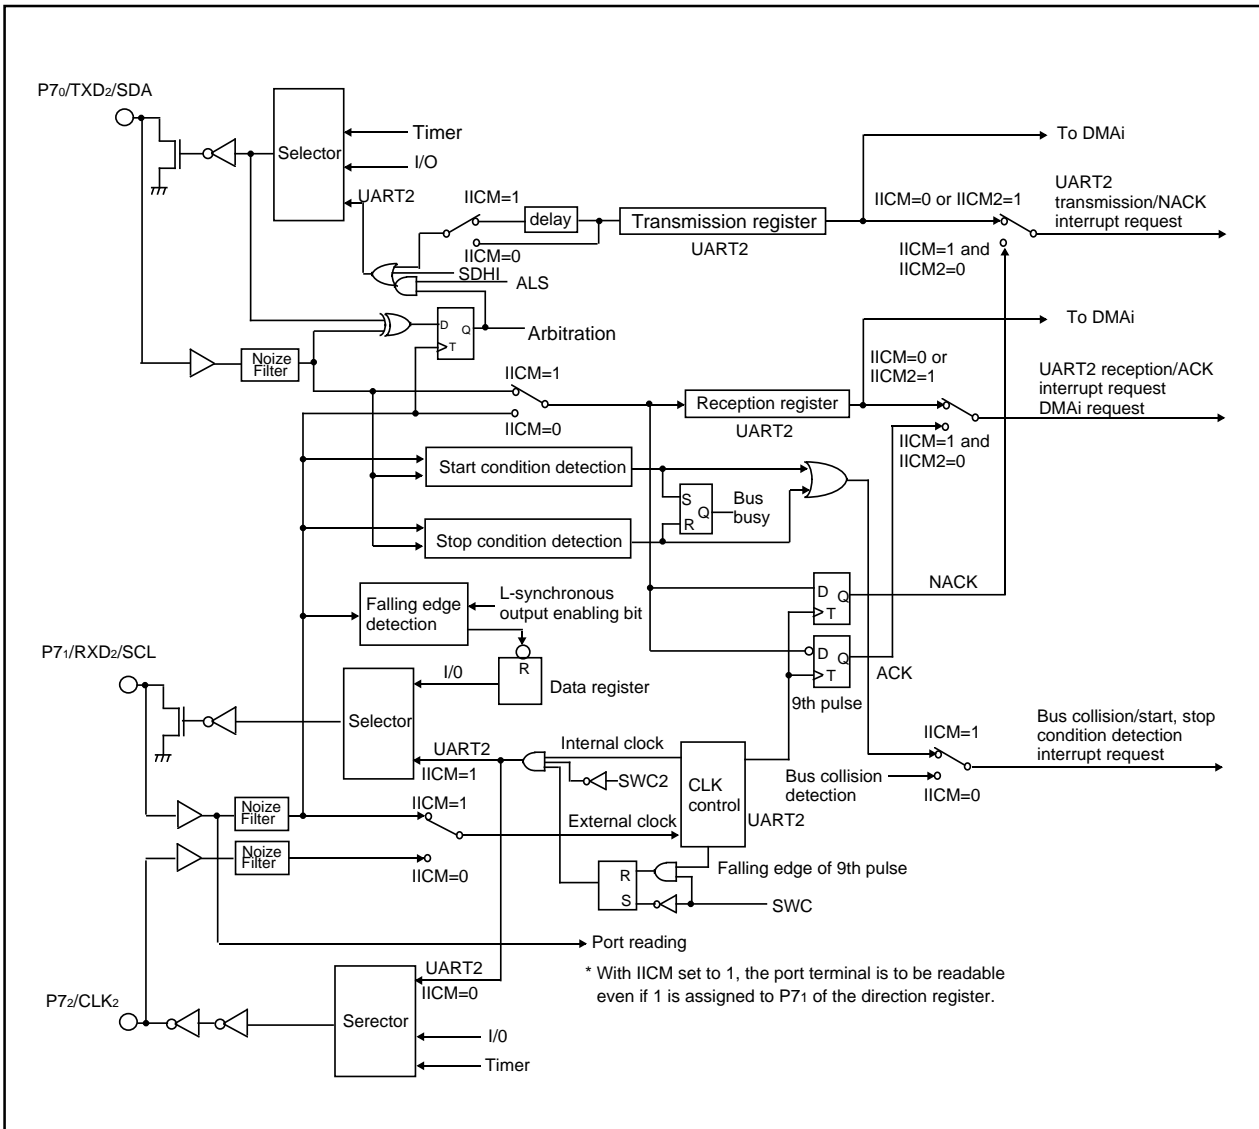 P70/TXD2/SDA
Selector
Timer
I/O
UART2
IICM=1
delay
IICM=0
SDHI
ALS
Transmission register
UART2
To DMAi
IICM=0 or IICM2=1
UART2
transmission/NACK
interrupt request
IICM=1 and
IICM2=0
D
Q
T
Arbitration
Noize
Filter
To DMAi
IICM=1
IICM=0
Reception register
UART2
IICM=0 or
IICM2=1
UART2 reception/ACK
interrupt request
DMAi request
IICM=1 and
IICM2=0
Start condition detection
S
Q
R
Bus
busy
Stop condition detection
Falling edge
detection
L-synchronous
output enabling bit
D
Q
T
NACK
R
Data register
D
Q
T
ACK
9th pulse
P71/RXD2/SCL
I/0
Selector
UART2
IICM=1
Internal clock
SWC2
CLK
control
UART2
Bus collision
detection
IICM=1
IICM=0
Bus collision/start, stop
condition detection
interrupt request
Noize
Filter
IICM=1
External clock
Noize
Filter
IICM=0
R
S
Falling edge of 9th pulse
SWC
Port reading
* With IICM set to 1, the port terminal is to be readable
even if 1 is assigned to P71 of the direction register.
P72/CLK2
Serector
UART2
IICM=0
I/0
Timer